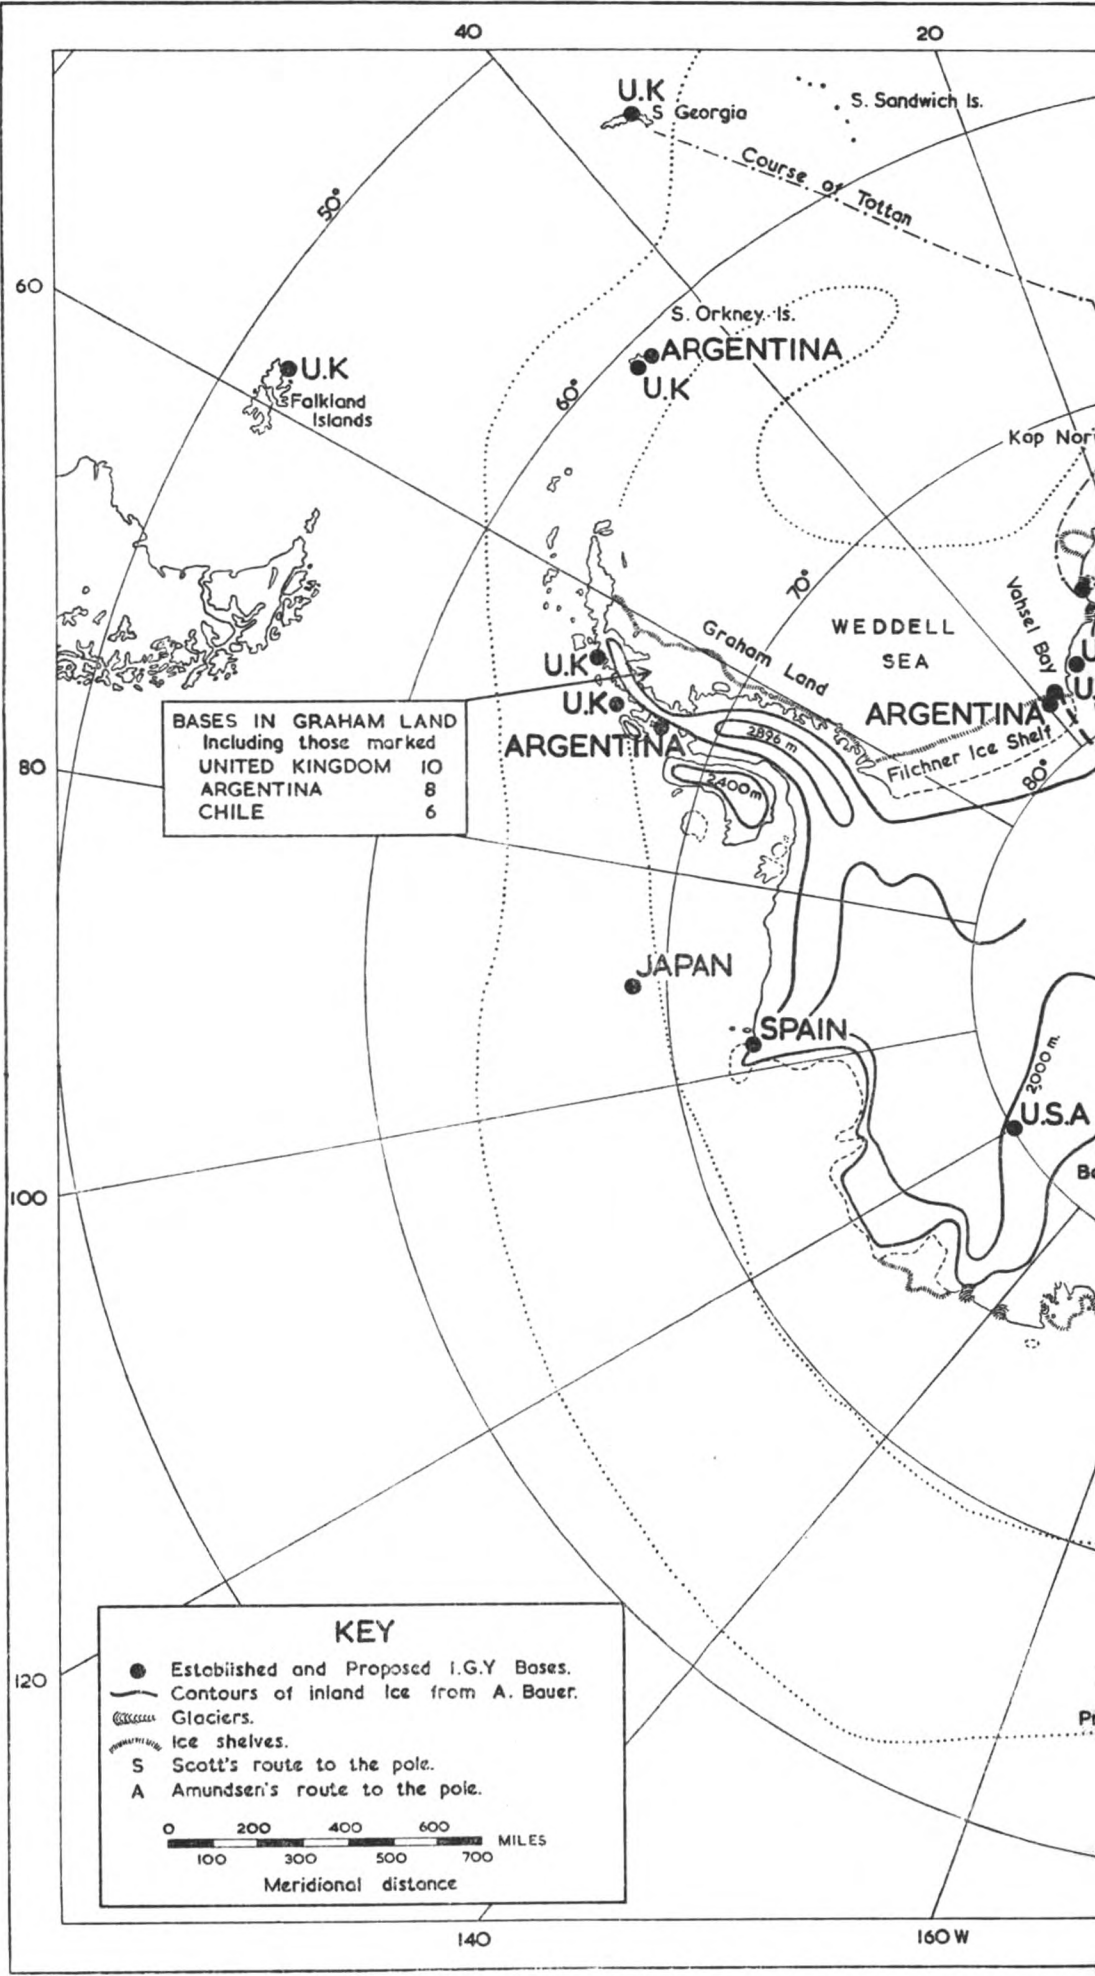 40
20
U.K
S Georgia
S. Sandwich Is.
Course of Tottan
50°
60
S. Orkney Is.
ARGENTINA
U.K
U.K
Falkland
Islands
60°
Kop Nor
70°
Vahsel Bay
WEDDELL
SEA
Graham Land
U.K
U.K
ARGENTINA
U
U.
ARGENTINA
Filchner Ice Shelf
80°
2896 m
2400m
BASES IN GRAHAM LAND
Including those marked
UNITED KINGDOM 10
ARGENTINA 8
CHILE 6
80
JAPAN
SPAIN
2000m.
U.S.A
100
120
KEY
Established and Proposed I.G.Y Bases.
Contours of inland Ice from A. Bauer.
Glaciers.
Ice shelves.
S Scott's route to the pole.
A Amundsen's route to the pole.
0 200 400 600
MILES
100 300 500 700
Meridional distance
140
160 W